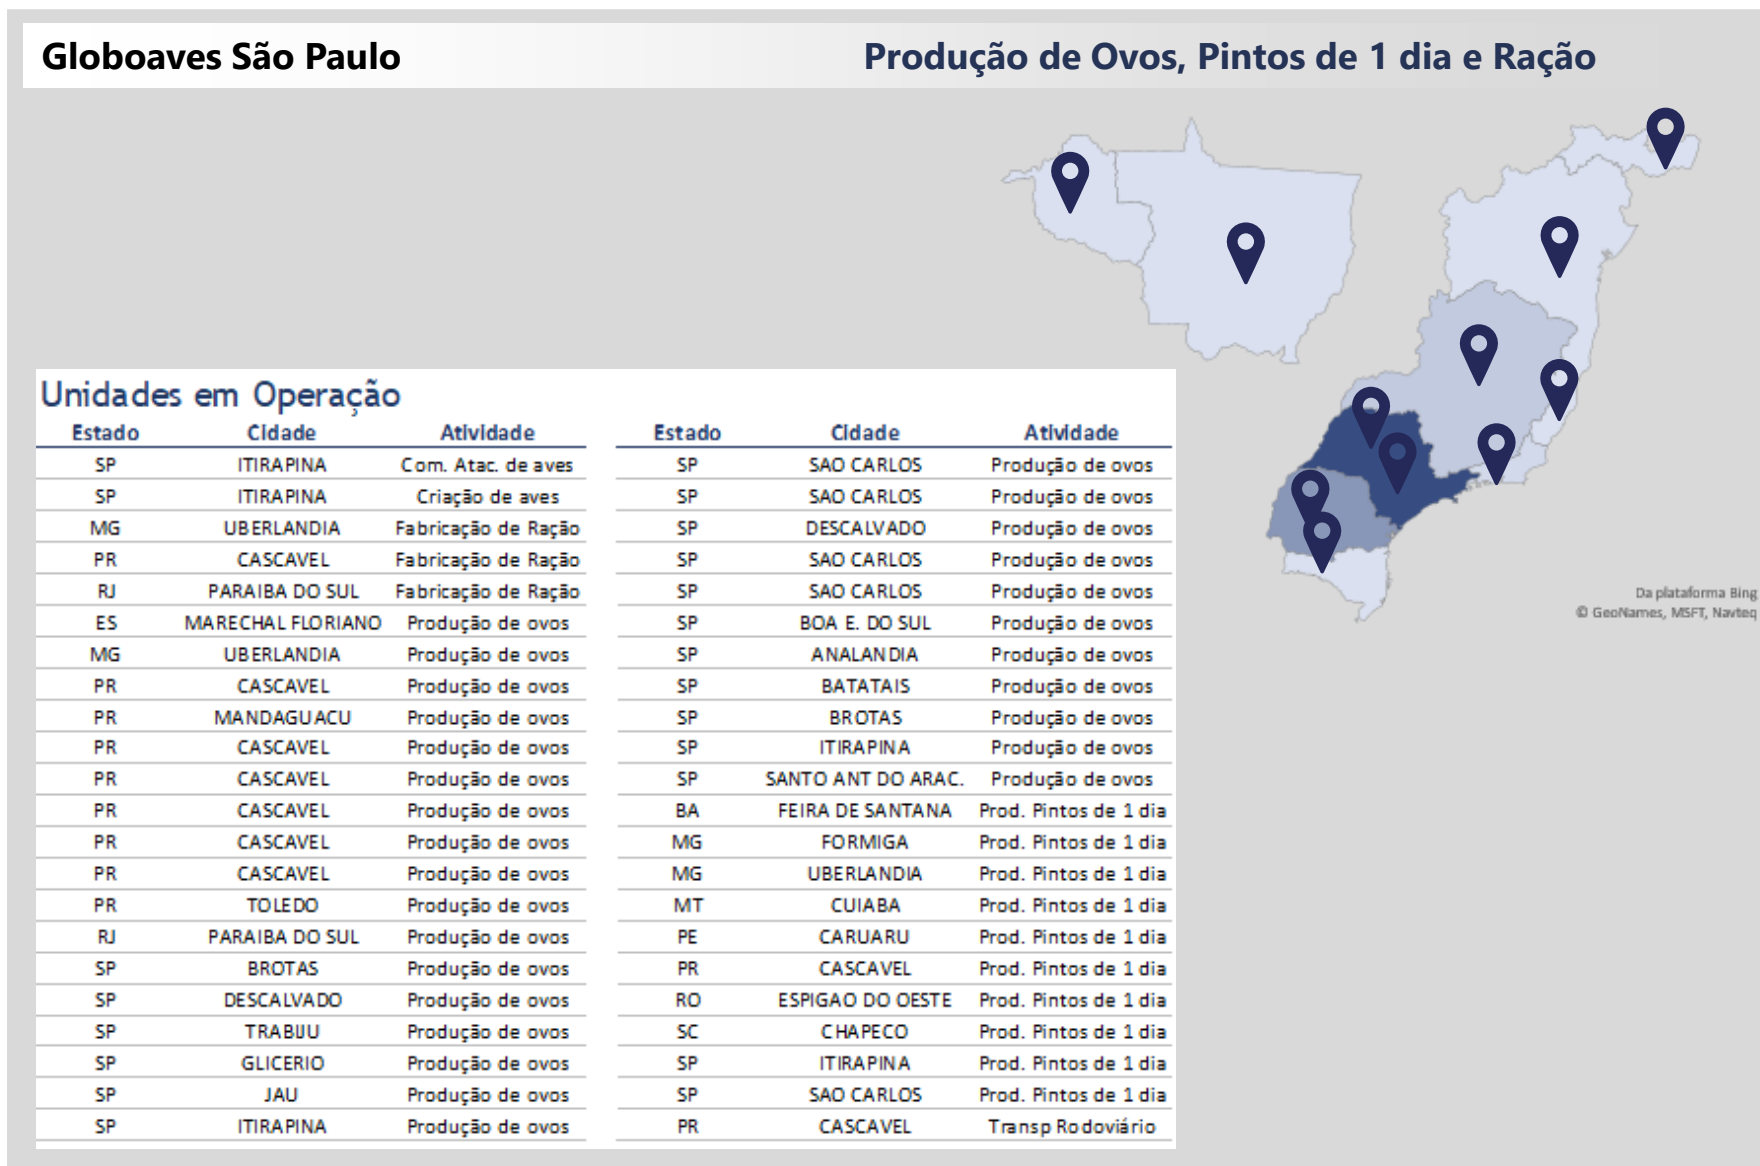 Globoaves São Paulo
Produção de Ovos, Pintos de 1 dia e Ração
Unidades em Operação
Estado Cidade Atividade
SP ITIRAPINA Com. Atac. de aves
SP ITIRAPINA Criação de aves
MG UBERLANDIA Fabricação de Ração
PR CASCAVEL Fabricação de Ração
RJ PARAIBA DO SUL Fabricação de Ração
ES MARECHAL FLORIANO Produção de ovos
MG UBERLANDIA Produção de ovos
PR CASCAVEL Produção de ovos
PR MANDAGUACU Produção de ovos
PR CASCAVEL Produção de ovos
PR CASCAVEL Produção de ovos
PR CASCAVEL Produção de ovos
PR CASCAVEL Produção de ovos
PR CASCAVEL Produção de ovos
PR TOLEDO Produção de ovos
RJ PARAIBA DO SUL Produção de ovos
SP BROTAS Produção de ovos
SP DESCALVADO Produção de ovos
SP TRABIJU Produção de ovos
SP GLICERIO Produção de ovos
SP JAU Produção de ovos
SP ITIRAPINA Produção de ovos
Estado Cidade Atividade
SP SAO CARLOS Produção de ovos
SP SAO CARLOS Produção de ovos
SP DESCALVADO Produção de ovos
SP SAO CARLOS Produção de ovos
SP SAO CARLOS Produção de ovos
SP BOA E. DO SUL Produção de ovos
SP ANALANDIA Produção de ovos
SP BATATAIS Produção de ovos
SP BROTAS Produção de ovos
SP ITIRAPINA Produção de ovos
SP SANTO ANT DO ARAC. Produção de ovos
BA FEIRA DE SANTANA Prod. Pintos de 1 dia
MG FORMIGA Prod. Pintos de 1 dia
MG UBERLANDIA Prod. Pintos de 1 dia
MT CUIABA Prod. Pintos de 1 dia
PE CARUARU Prod. Pintos de 1 dia
PR CASCAVEL Prod. Pintos de 1 dia
RO ESPIGAO DO OESTE Prod. Pintos de 1 dia
SC CHAPECO Prod. Pintos de 1 dia
SP ITIRAPINA Prod. Pintos de 1 dia
SP SAO CARLOS Prod. Pintos de 1 dia
PR CASCAVEL Transp Rodoviário
Da plataforma Bing
© GeoNames, MSFT, Navteq